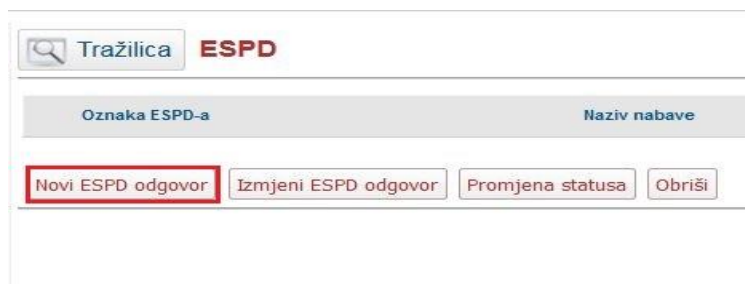 Tražilica ESPD
Oznaka ESPD-a Naziv nabave
Novi ESPD odgovor Izmjeni ESPD odgovor Promjena statusa Obriši